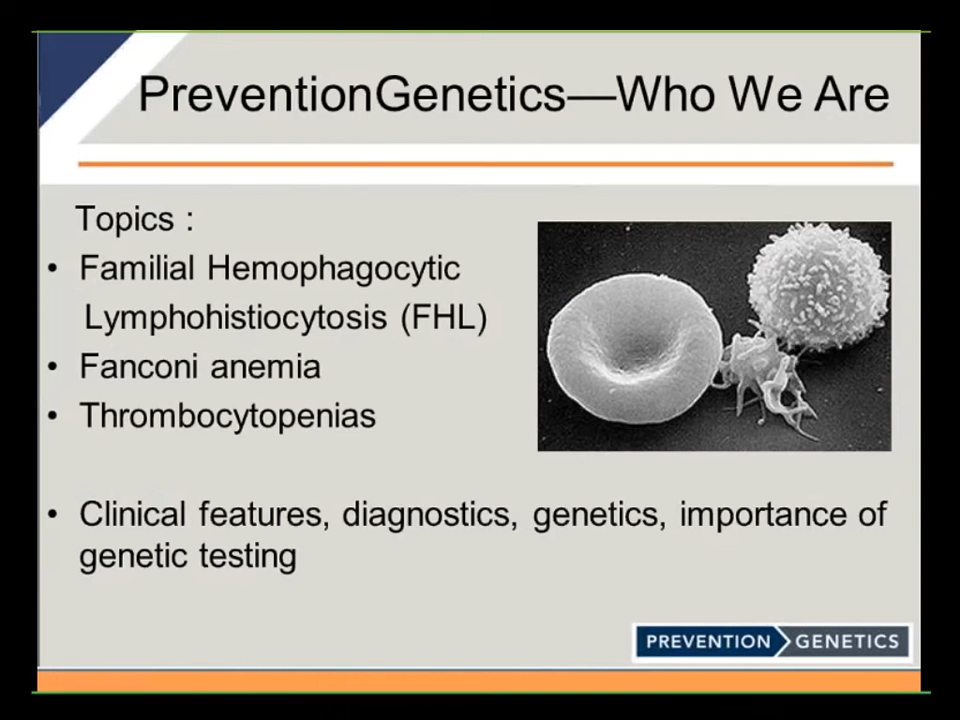 PreventionGenetics—Who We Are
Topics :
• Familial Hemophagocytic
Lymphohistiocytosis (FHL)
• Fanconi anemia
• Thrombocytopenias
• Clinical features, diagnostics, genetics, importance of
genetic testing
PREVENTION GENETICS